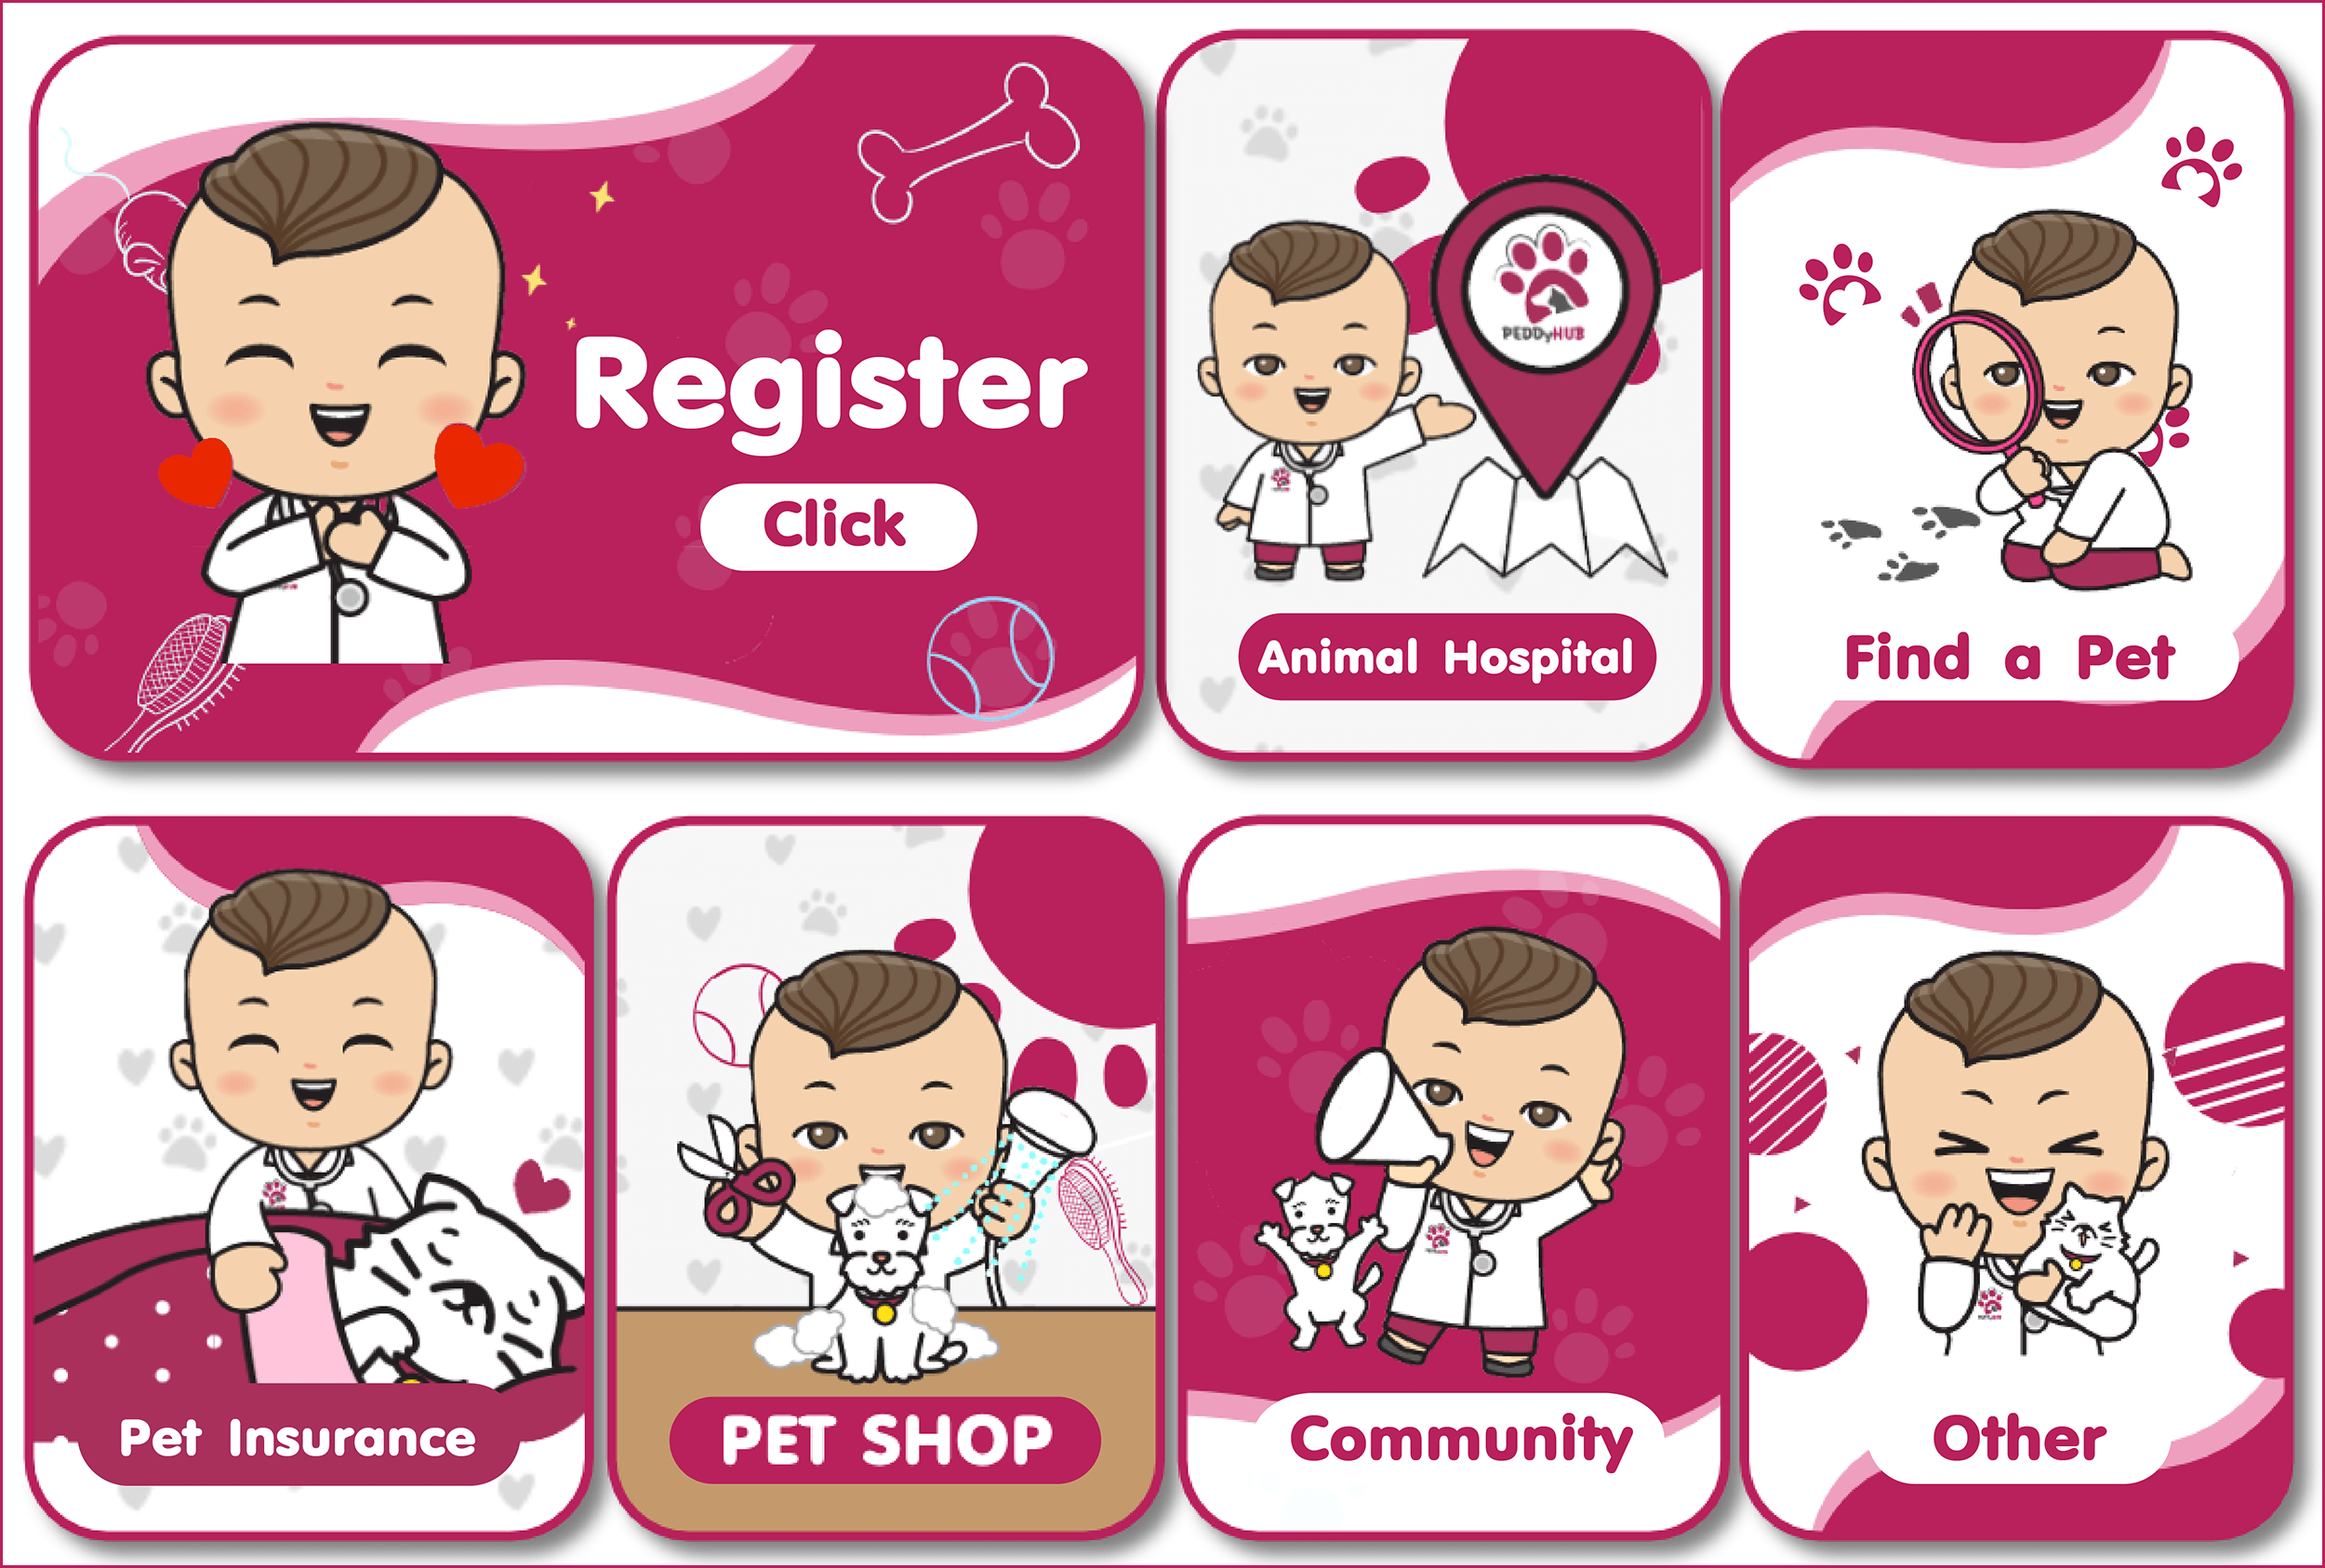 Register
Click
PEDDyHUB
Animal Hospital
Find a Pet
Pet Insurance
PET SHOP
Community
Other